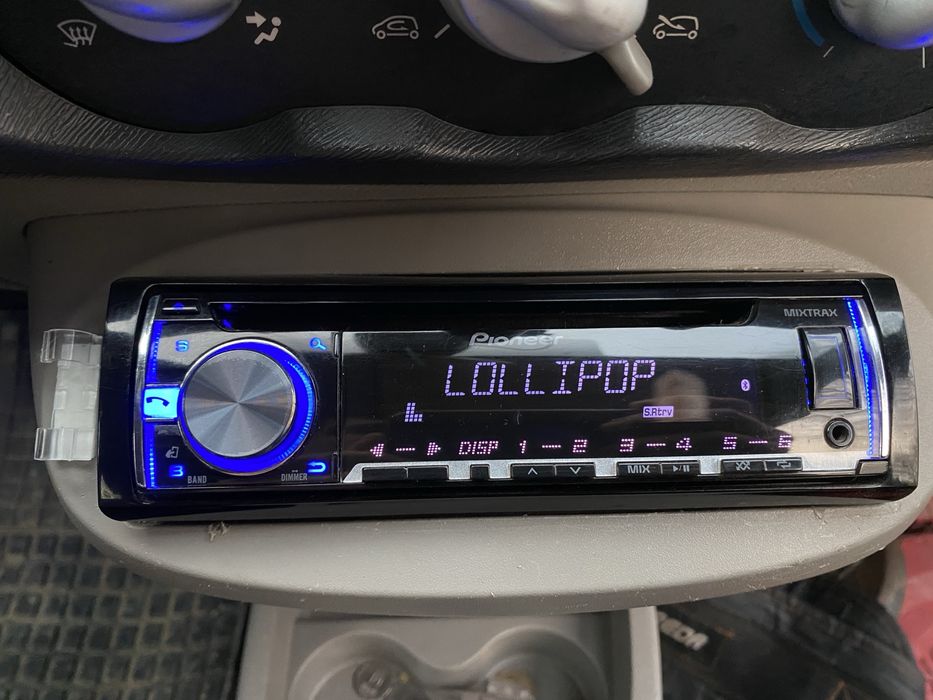 MIXTRAX
Pioneer
LOLLIPOP
S.Rtrv
DISP 1 — 2 3 — 4 5 — 6
MIX
BAND
DIMMER